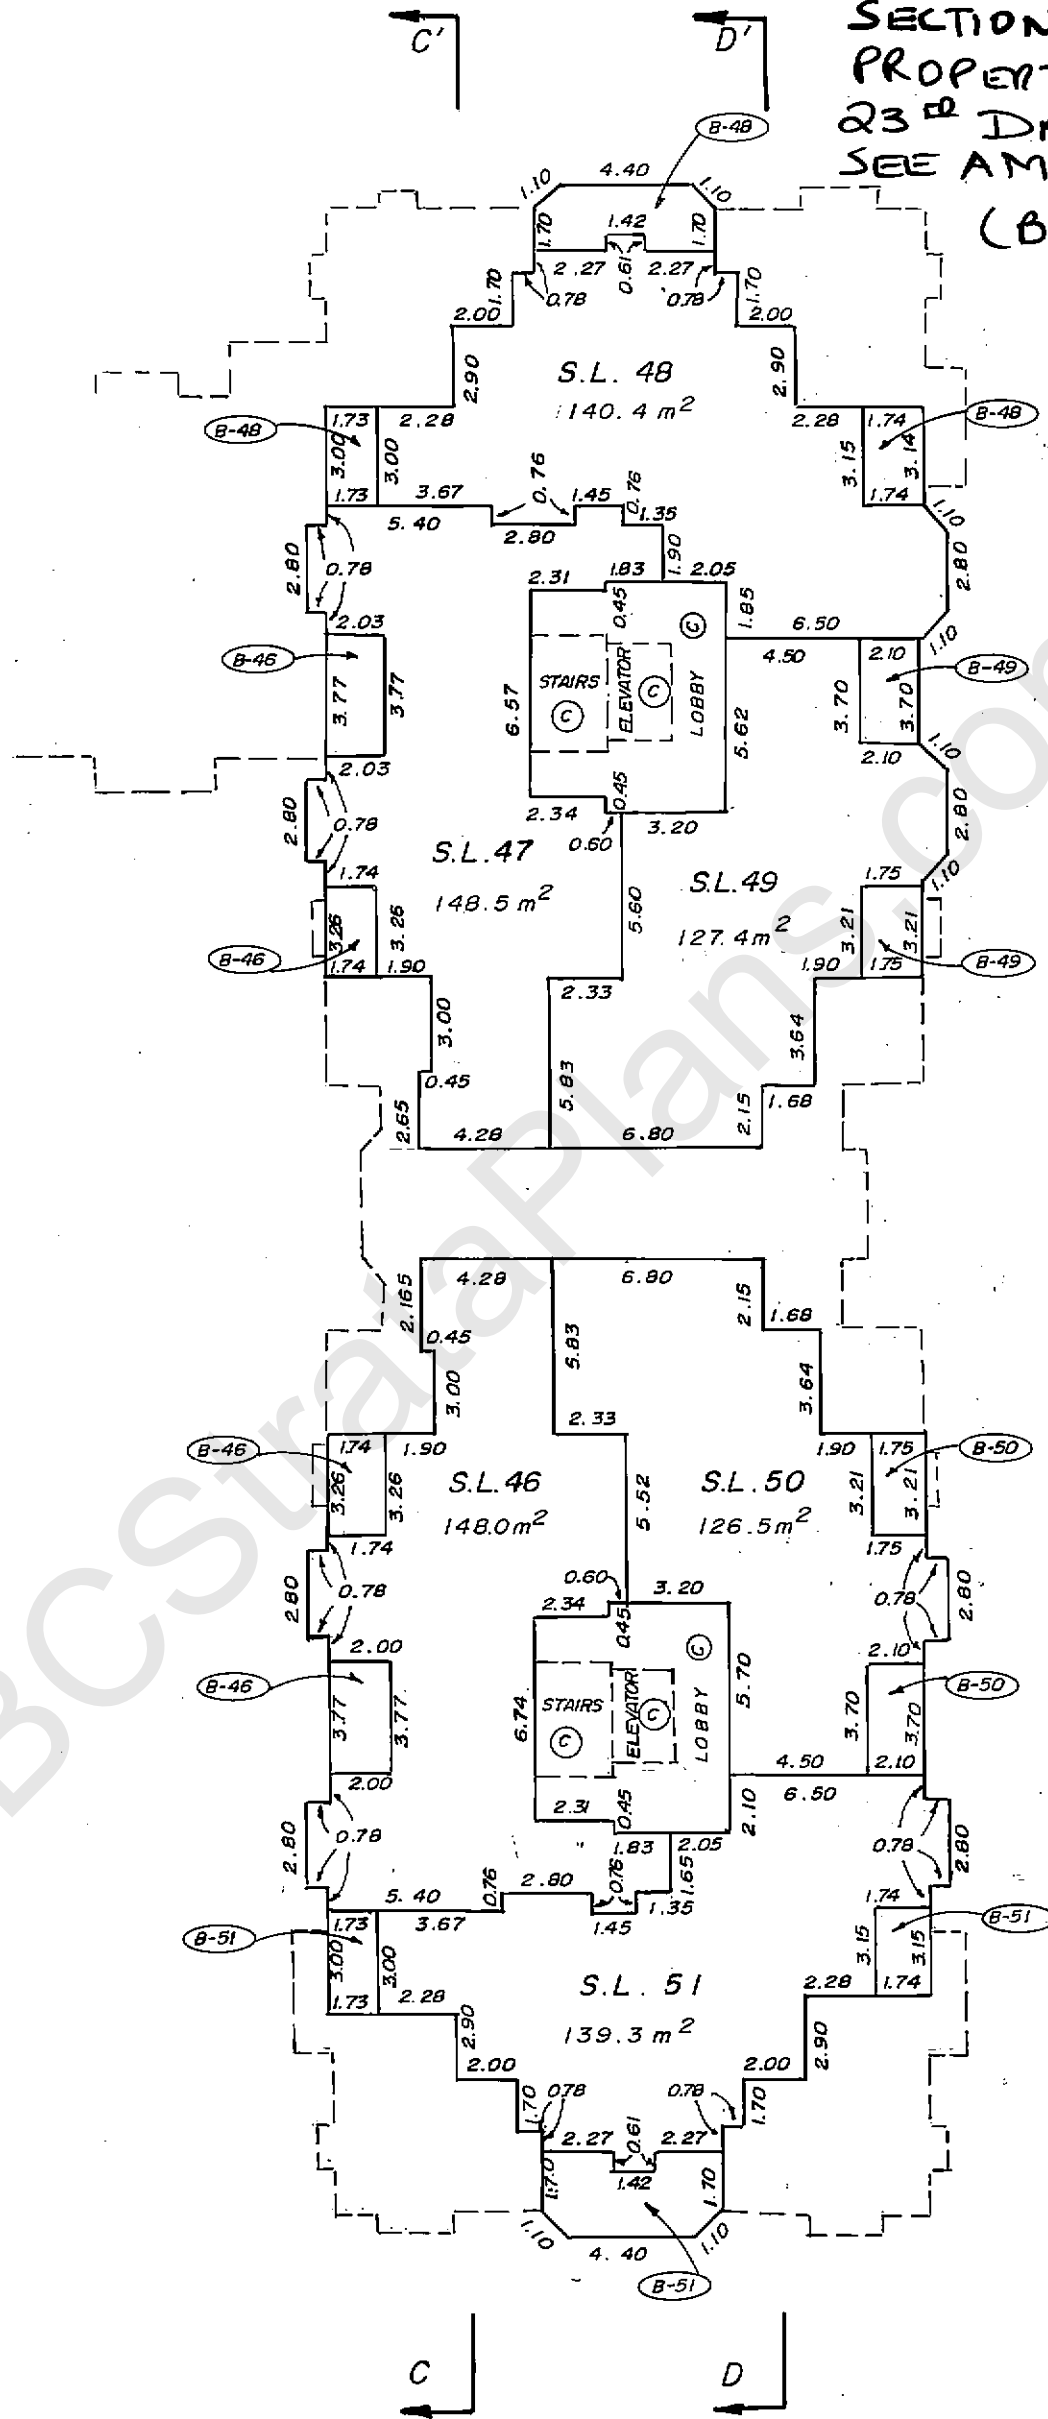 SECTION
PROPERT
23 RD DA
SEE AM
(B
C' D'
B-48
1.10 4.40 1.10
1.70 1.42 1.70
2.27 0.61 2.27
1.70 0.78 0.78 1.70
2.00 2.00
2.90 S.L. 48 2.90
140.4 m²
B-48 1.73 2.28 2.28 1.74 B-48
3.00 3.00 3.15 3.14
1.73 3.67 0.76 1.45 0.76 1.74
5.40 2.80 1.35 1.10
2.80 0.78 1.90 2.80
2.31 1.83 2.05
2.03 0.45 C 1.85 6.50 1.10
B-46 4.50 2.10 B-49
3.77 3.77 6.57 STAIRS C ELEVATOR C LOBBY 5.62 3.70 3.70
2.03 2.10 1.10
2.80 0.78 2.34 0.45 3.20 2.80
0.60
S.L.47 S.L.49
1.74 1.75 1.10
148.5 m² 5.60 127.4 m²
3.26 3.26 3.21 3.21
B-46 1.74 1.90 2.33 1.90 1.75 B-49
3.00 3.64
0.45 5.83 1.68
2.65 4.28 6.80 2.15
4.28 6.80
2.165 0.45 5.83 2.15 1.68
3.00 3.64
2.33
B-46 1.74 1.90 1.90 1.75 B-50
S.L.46 S.L.50
3.26 3.26 5.52 3.21 3.21
148.0 m² 126.5 m²
1.74 1.75
2.80 0.78 0.60 3.20 0.78 2.80
2.34 0.45
2.00 C 2.10
B-46 B-50
3.77 3.77 6.74 STAIRS C ELEVATOR C LOBBY 5.70 3.70 3.70
2.00 4.50 2.10
2.31 0.45 6.50
2.80 0.78 1.83 2.05 2.10 0.78 2.80
5.40 0.76 2.80 0.76 1.65 1.74
1.73 3.67 1.45 1.35 B-51
B-51 3.00 3.00 3.15 3.15
1.73 2.28 S.L. 51 2.28 1.74
2.90 139.3 m² 2.90
2.00 2.00
1.70 0.78 0.78 1.70
2.27 0.61 2.27
1.70 1.42 1.70
1.10 4.40 1.10
B-51
C D
BCStrataPlans.co